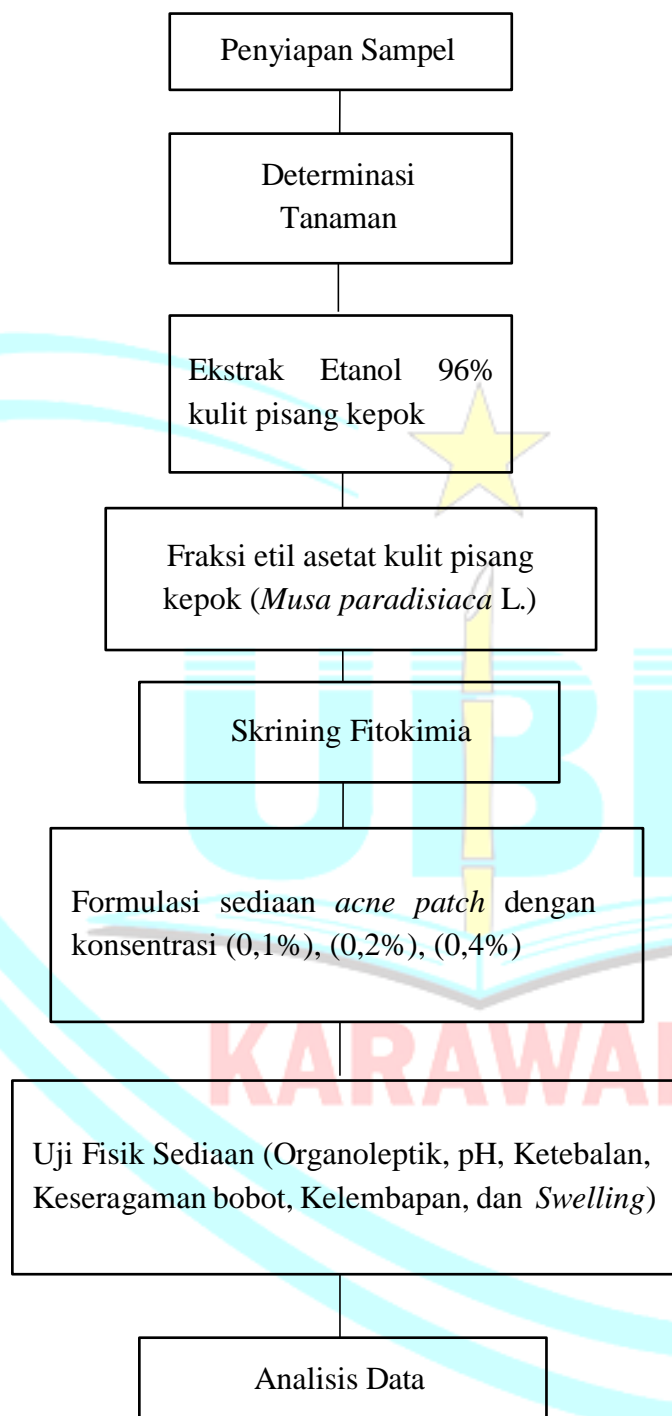 Penyiapan Sampel
Determinasi
Tanaman
Ekstrak Etanol 96%
kulit pisang kepok
Fraksi etil asetat kulit pisang
kepok (Musa paradisiaca L.)
Skrining Fitokimia
Formulasi sediaan acne patch dengan
konsentrasi (0,1%), (0,2%), (0,4%)
KARAWA
Uji Fisik Sediaan (Organoleptik, pH, Ketebalan,
Keseragaman bobot, Kelembapan, dan Swelling)
Analisis Data